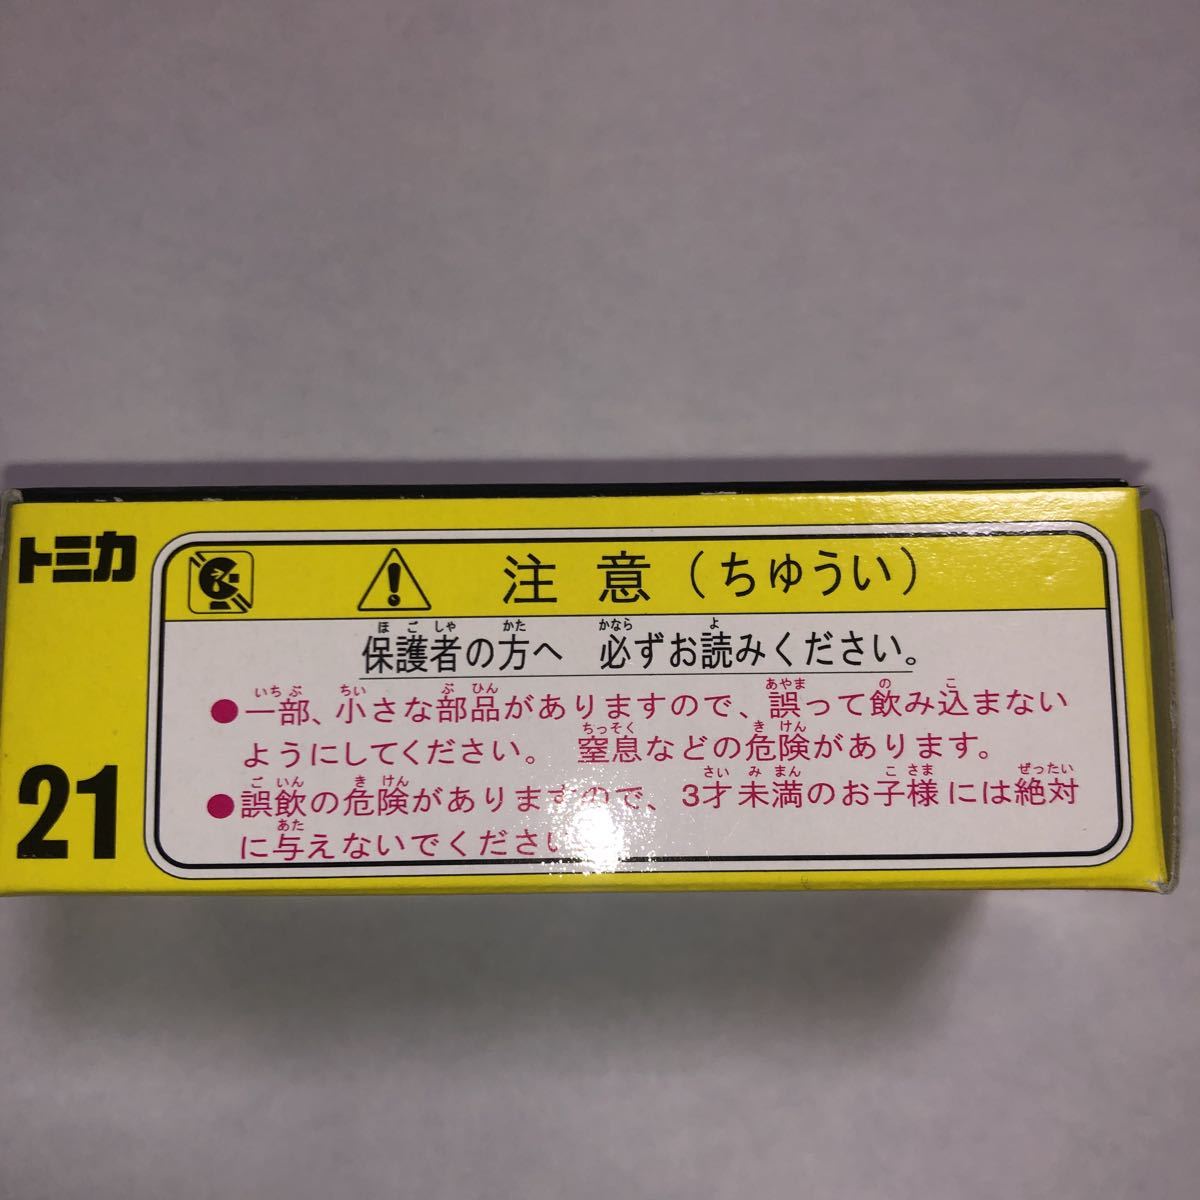 トミカ
21
注意（ちゅうい）
ほごしゃ かた かなら よ
保護者の方へ 必ずお読みください。
いちぶ ちい ぶひん あやま の こ
●一部、小さな部品がありますので、誤って飲み込まない
ちっそく きけん
ようにしてください。 窒息などの危険があります。
ごいん きけん さいみまん こさま ぜったい
●誤飲の危険がありますので、3才未満のお子様には絶対
あた
に与えないでください